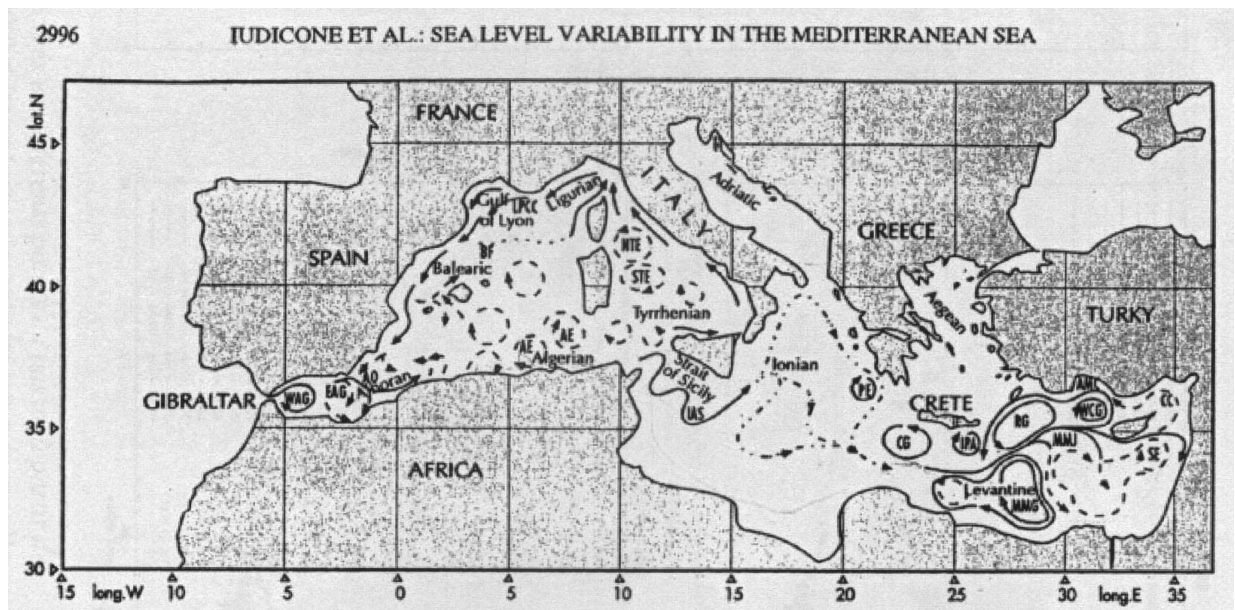 2996
IUDICONE ET AL.: SEA LEVEL VARIABILITY IN THE MEDITERRANEAN SEA
lat.N
45
40
35
30
FRANCE
ITALY
Adriatic
Ligurian
Gulf
of Lyon
SPAIN
BF
Balearic
NTE
STE
Tyrrhenian
GREECE
Aegean
TURKY
AE
AE
Algerian
Strait
of Sicily
Ionian
GIBRALTAR
WAG
EAG
IAS
PE
CRETE
AFRICA
CG
IPA
RG
WCG
CC
MMJ
SE
Levantine
MMG
15
long.W
10
5
0
5
10
15
20
25
30
long.E
35